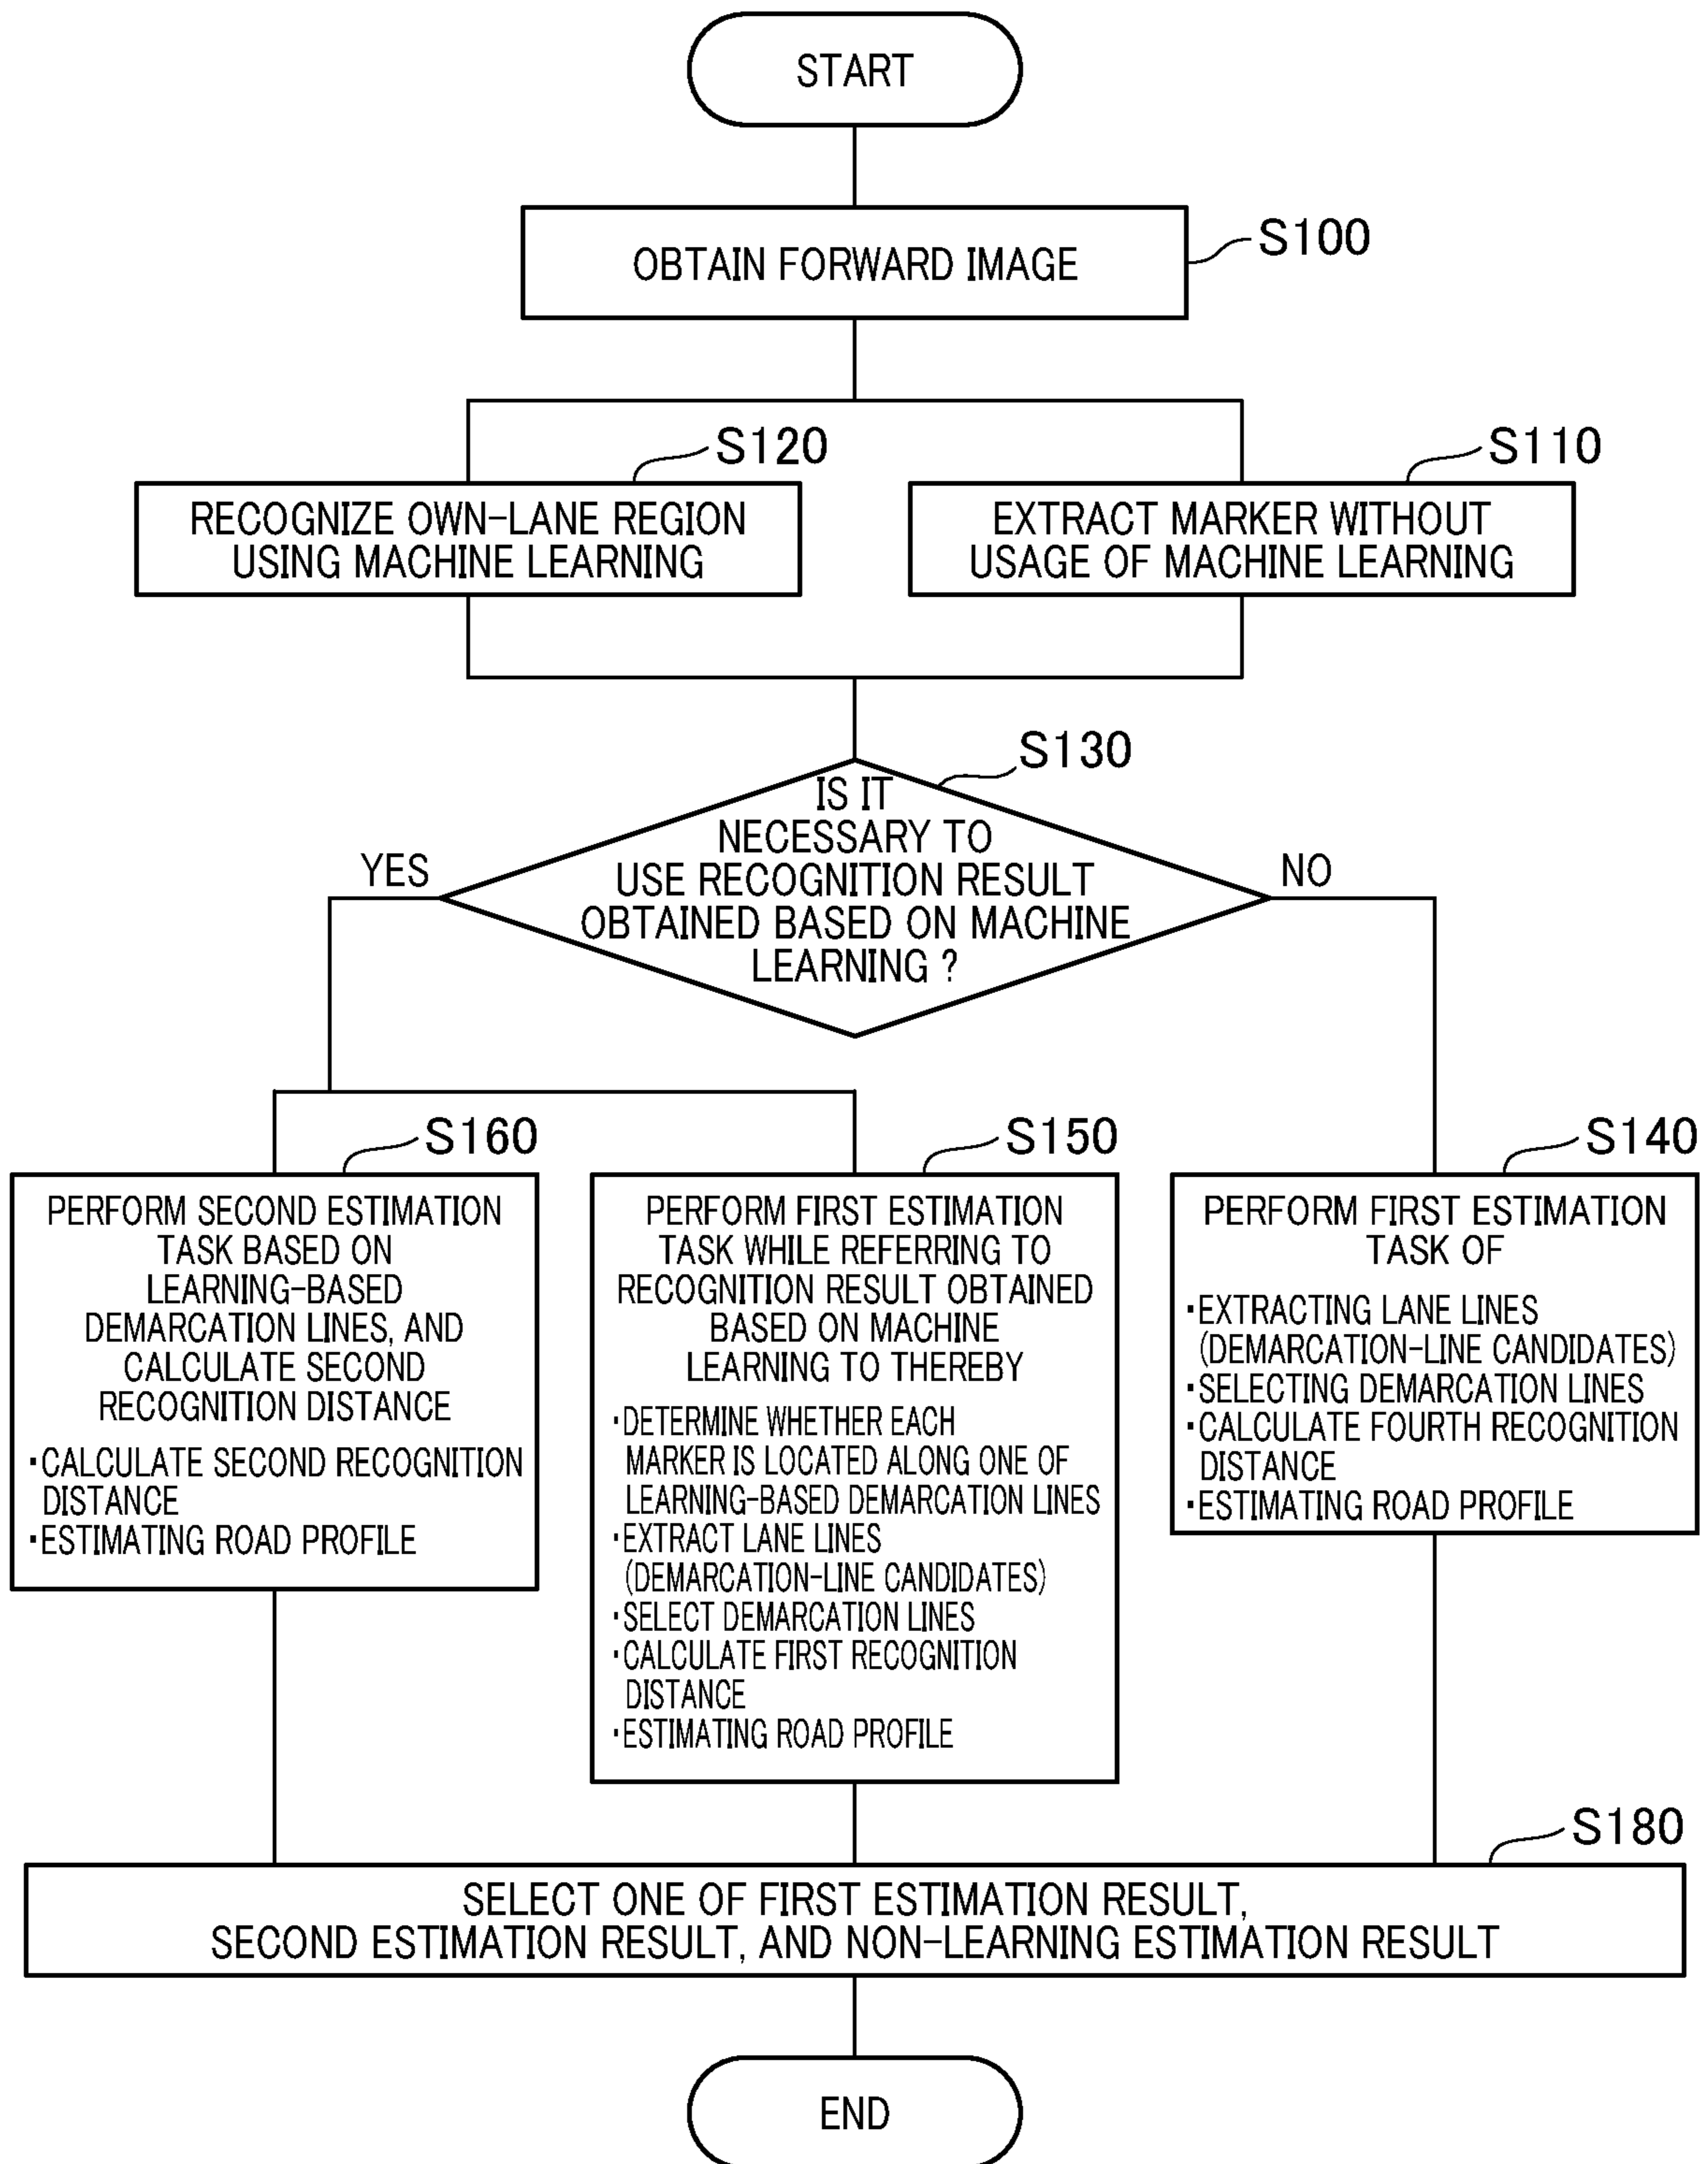 START
OBTAIN FORWARD IMAGE
S100
S120
RECOGNIZE OWN-LANE REGION
USING MACHINE LEARNING
S110
EXTRACT MARKER WITHOUT
USAGE OF MACHINE LEARNING
S130
IS IT
NECESSARY TO
USE RECOGNITION RESULT
OBTAINED BASED ON MACHINE
LEARNING ?
YES
NO
S160
PERFORM SECOND ESTIMATION
TASK BASED ON
LEARNING-BASED
DEMARCATION LINES, AND
CALCULATE SECOND
RECOGNITION DISTANCE
・CALCULATE SECOND RECOGNITION
DISTANCE
・ESTIMATING ROAD PROFILE
S150
PERFORM FIRST ESTIMATION
TASK WHILE REFERRING TO
RECOGNITION RESULT OBTAINED
BASED ON MACHINE
LEARNING TO THEREBY
・DETERMINE WHETHER EACH
MARKER IS LOCATED ALONG ONE OF
LEARNING-BASED DEMARCATION LINES
・EXTRACT LANE LINES
(DEMARCATION-LINE CANDIDATES)
・SELECT DEMARCATION LINES
・CALCULATE FIRST RECOGNITION
DISTANCE
・ESTIMATING ROAD PROFILE
S140
PERFORM FIRST ESTIMATION
TASK OF
・EXTRACTING LANE LINES
(DEMARCATION-LINE CANDIDATES)
・SELECTING DEMARCATION LINES
・CALCULATE FOURTH RECOGNITION
DISTANCE
・ESTIMATING ROAD PROFILE
S180
SELECT ONE OF FIRST ESTIMATION RESULT,
SECOND ESTIMATION RESULT, AND NON-LEARNING ESTIMATION RESULT
END